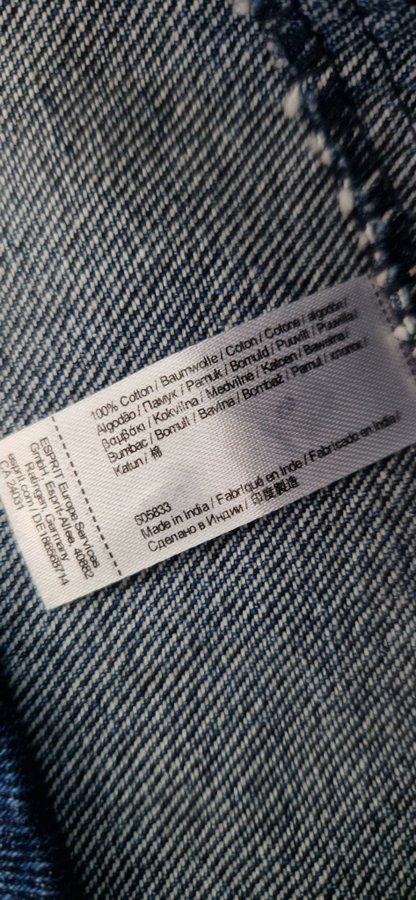 100% Cotton / Baumwolle / Coton / Cotone / algodón /
Algodão / Памук / Pamuk / Bomuld / Puuvilla / Puuvill /
βαμβάκι / Kokvilna / Medvilnė / Katoen / Bawełna /
Bumbac / Bomull / Bavlna / Bombaž / Pamut / хлопок /
Katun / 棉
605833
Made in India / Fabriqué en Inde / Fabricado en India /
Сделано в Индии / 印度製造
ESPRIT Europe Services
GmbH, Esprit-Allee, 40882
Ratingen, Germany
esprit.com /
CA